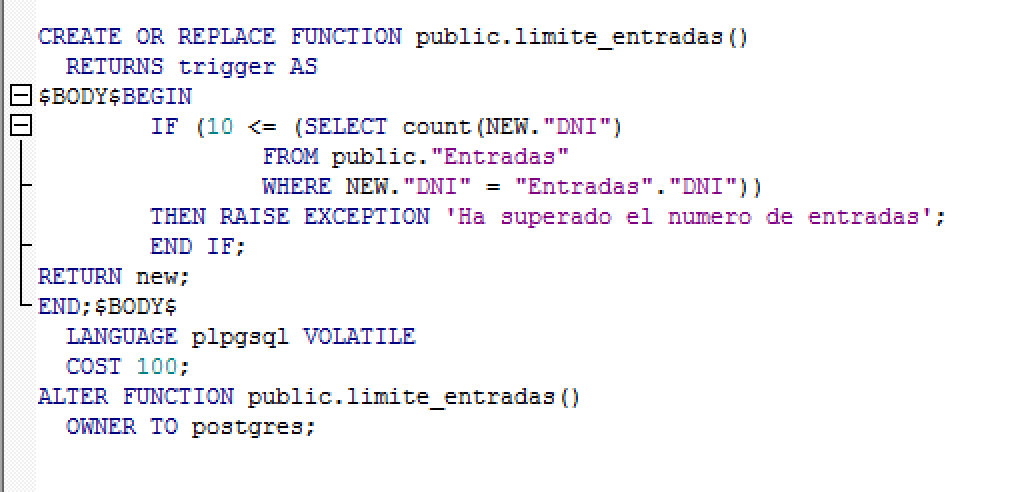 CREATE OR REPLACE FUNCTION public.limite_entradas()
  RETURNS trigger AS
$BODY$BEGIN
        IF (10 <= (SELECT count(NEW."DNI")
                FROM public."Entradas"
                WHERE NEW."DNI" = "Entradas"."DNI"))
        THEN RAISE EXCEPTION 'Ha superado el numero de entradas';
        END IF;
RETURN new;
END;$BODY$
  LANGUAGE plpgsql VOLATILE
  COST 100;
ALTER FUNCTION public.limite_entradas()
  OWNER TO postgres;